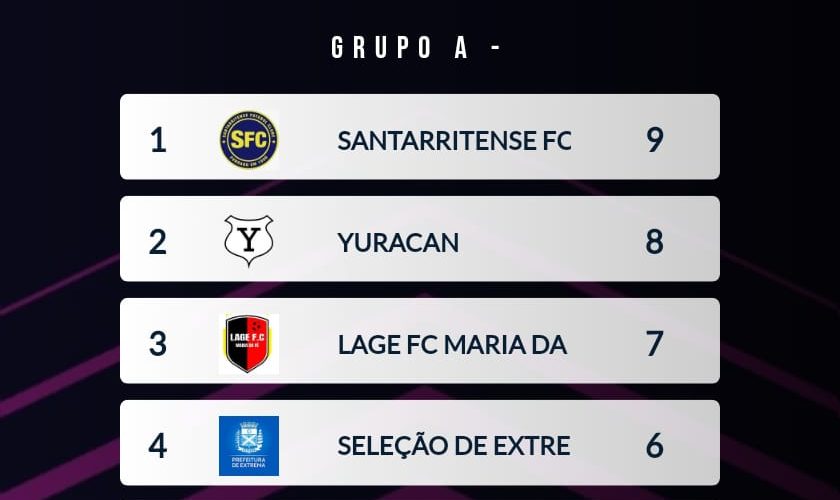 GRUPO A -
1 SFC SANTARRITENSE FC 9
2 Y YURACAN 8
3 LAGE F.C LAGE FC MARIA DA 7
4 PREFEITURA DE EXTREMA SELEÇÃO DE EXTRE 6